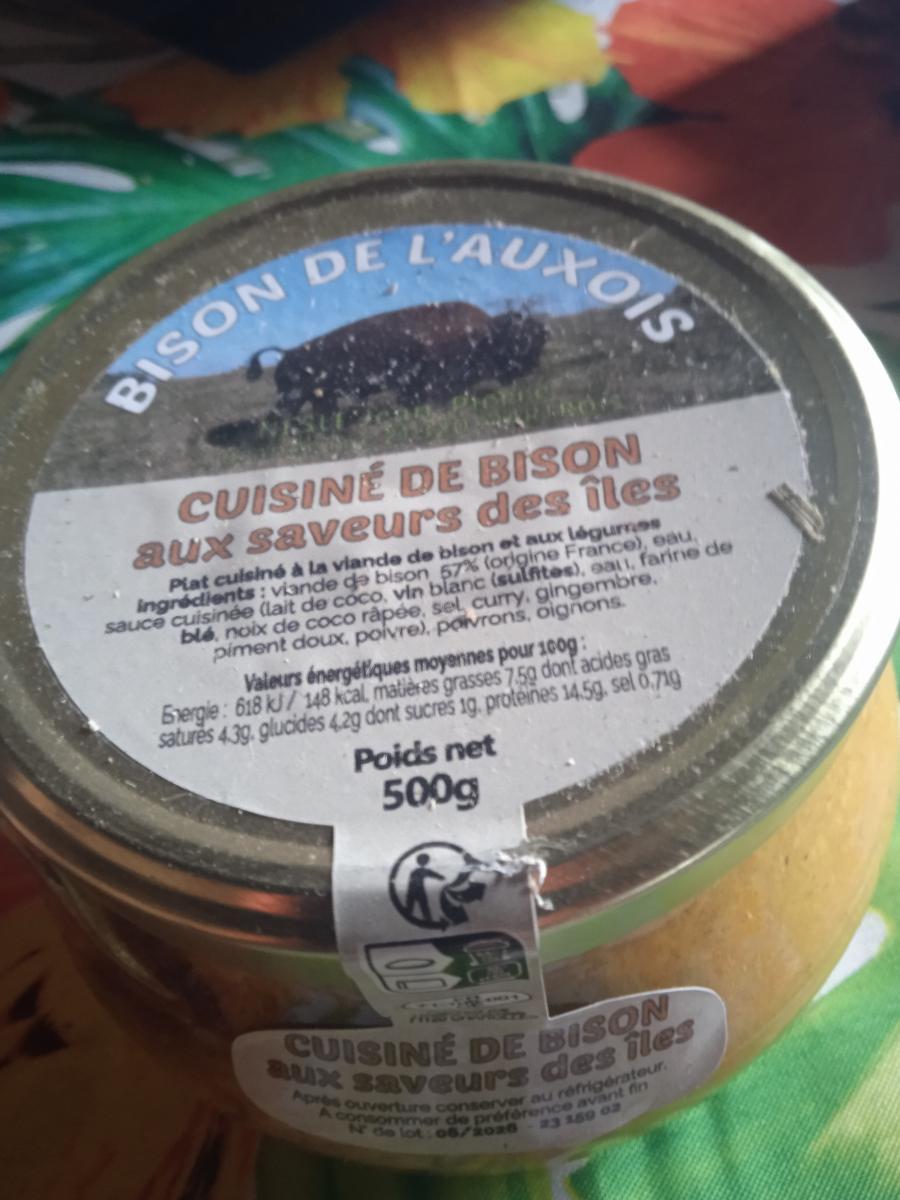 BISON DE L'AUXOIS
CUISINÉ DE BISON
aux saveurs des îles
Plat cuisiné à la viande de bison et aux légumes
Ingrédients : viande de bison 57% (origine France), eau,
sauce cuisinée (lait de coco, vin blanc (sulfites), eau, farine de
blé, noix de coco râpée, sel, curry, gingembre,
piment doux, poivre), poivrons, oignons.
Valeurs énergétiques moyennes pour 100g :
Energie : 618 kJ / 148 kcal, matières grasses 7.5g dont acides gras
saturés 4.3g, glucides 4,2g dont sucres 1g, protéines 14.5g, sel 0.71g
Poids net
500g
CUISINÉ DE BISON
aux saveurs des îles
Après ouverture conserver au réfrigérateur.
A consommer de préférence avant fin
N° de lot : 06/2026 - 23 159 02